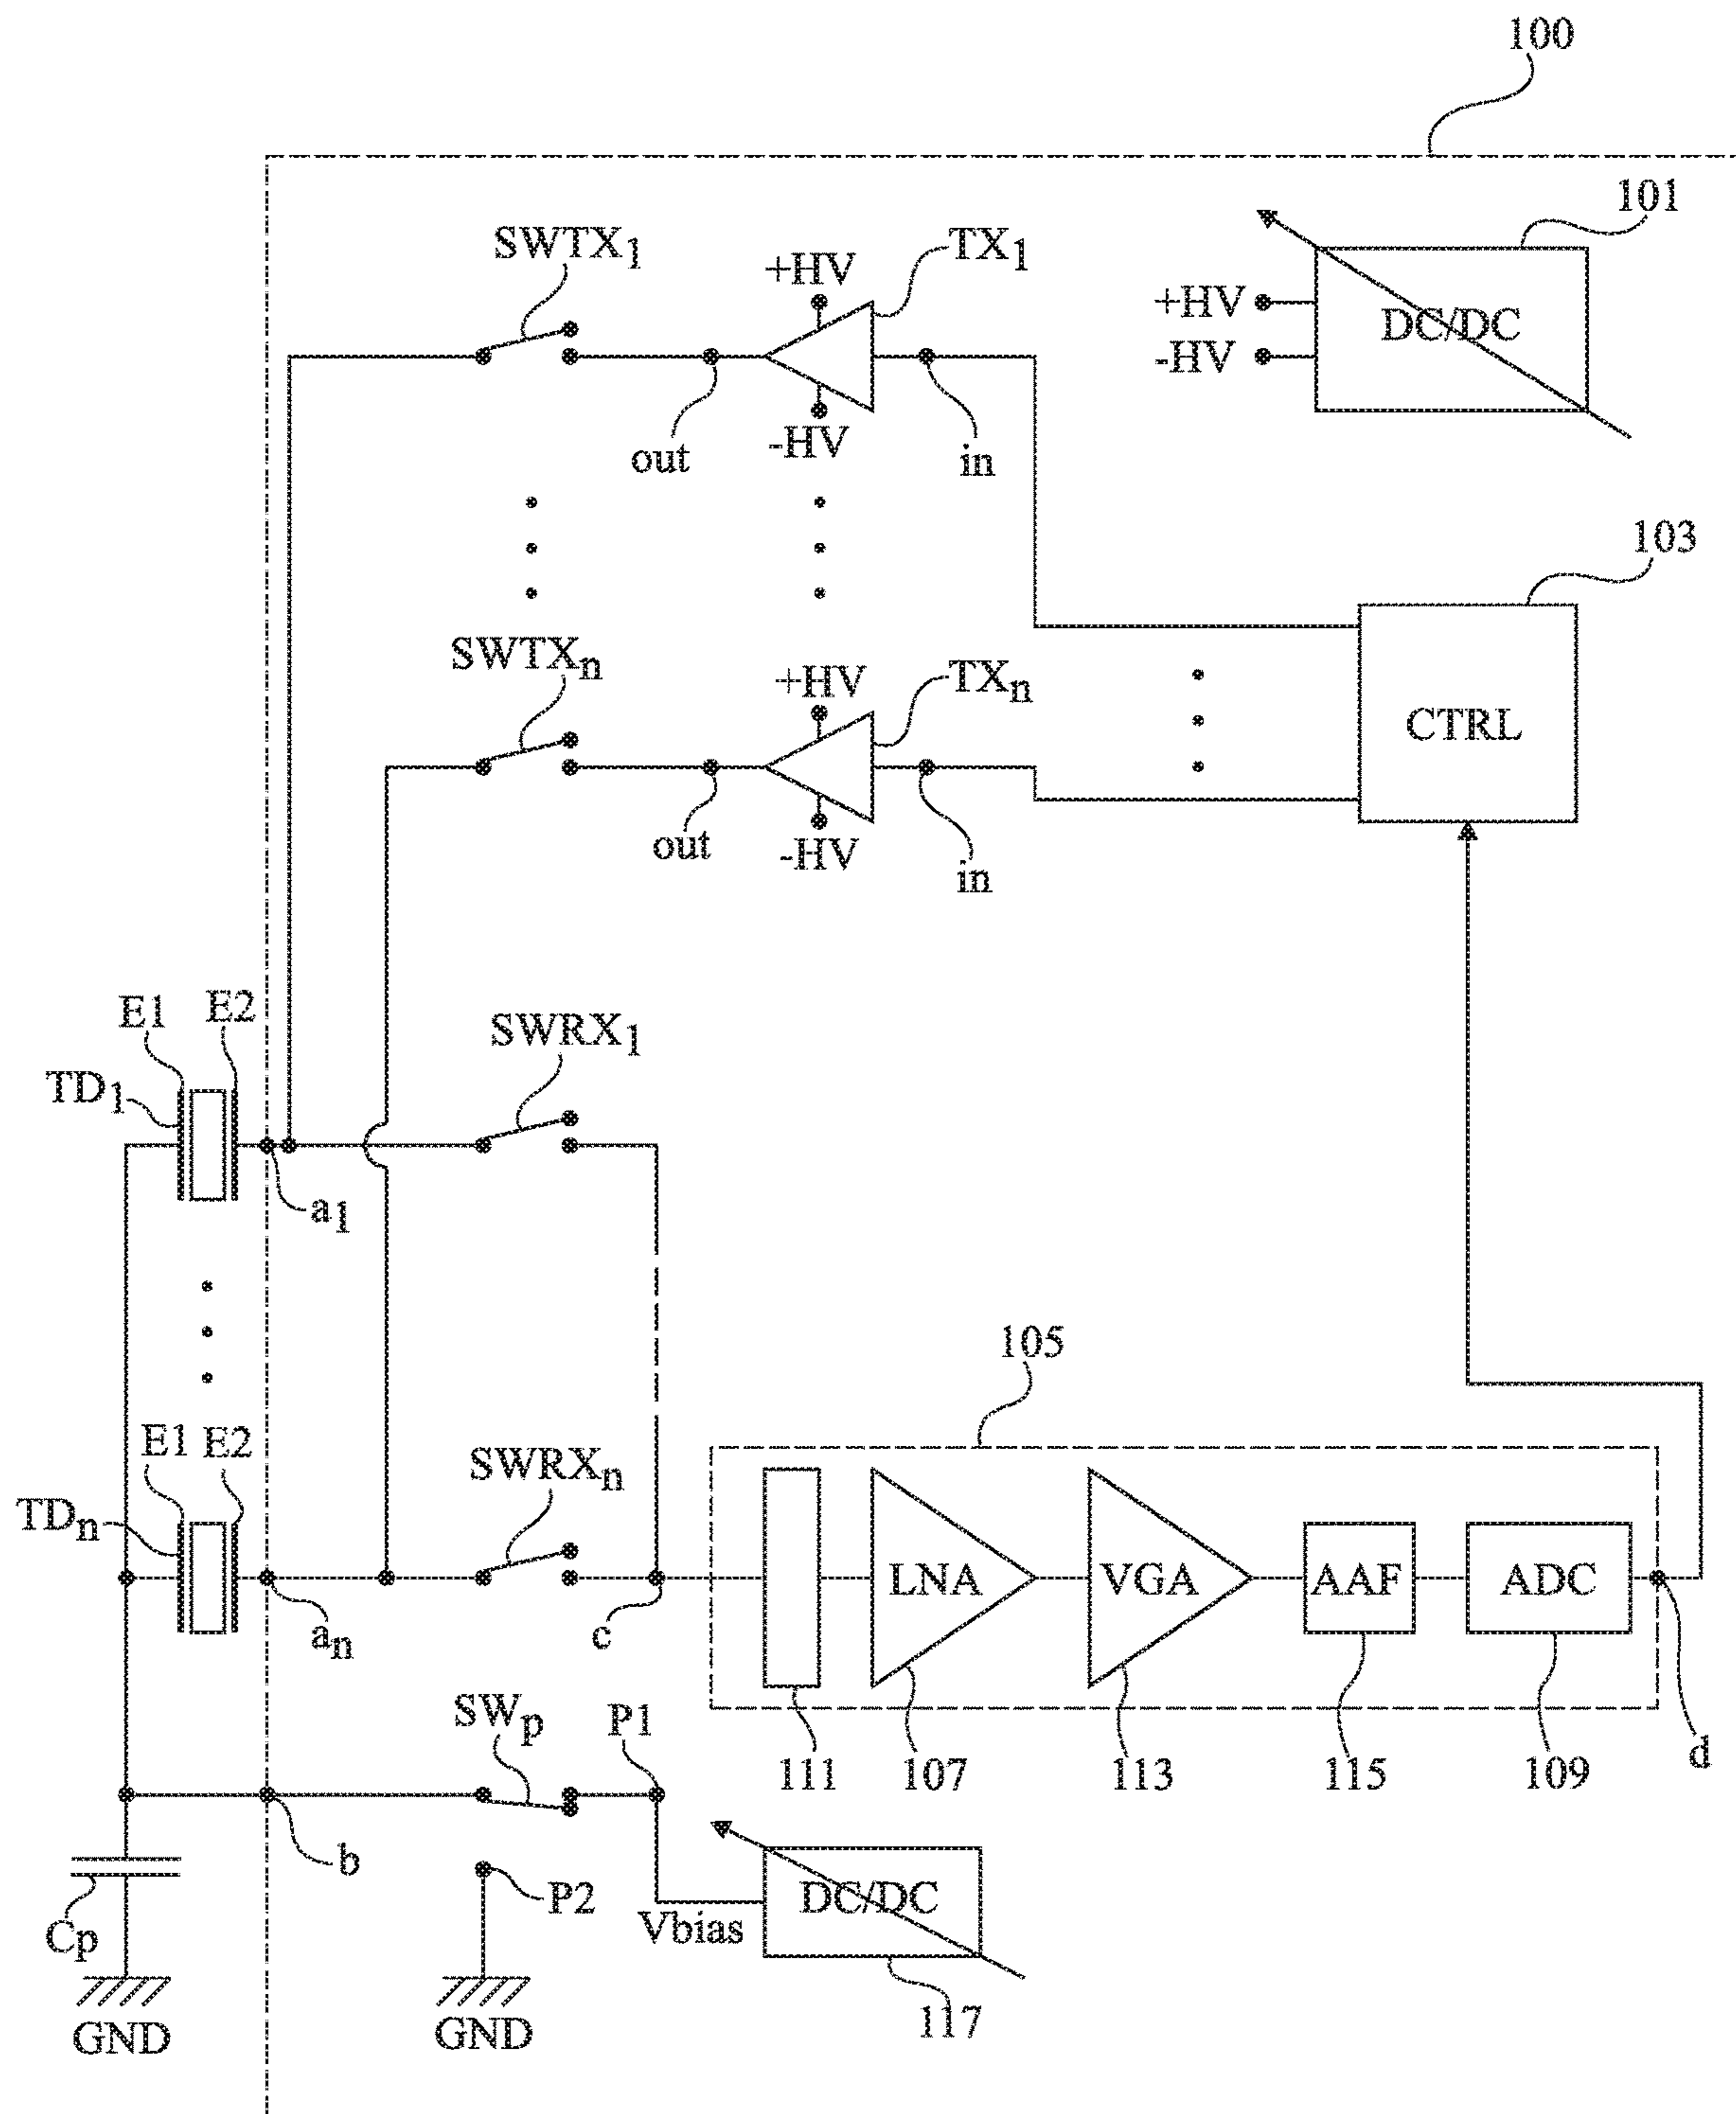 100
101
SWTX1
+HV
TX1
+HV
-HV
DC/DC
out
-HV
in
103
SWTXn
+HV
TXn
CTRL
out
-HV
in
E1
E2
SWRX1
TD1
a1
105
E1
E2
SWRXn
TDn
LNA
VGA
AAF
ADC
an
c
SWp
P1
111
107
113
115
109
d
b
P2
DC/DC
Cp
Vbias
GND
GND
117